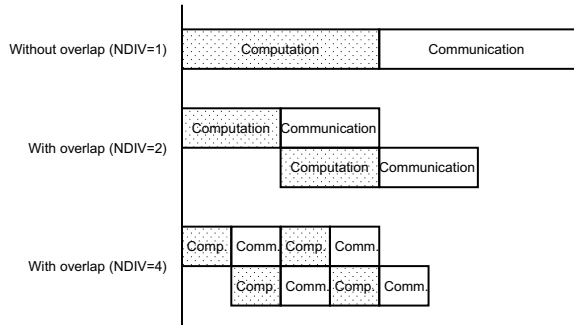 Without overlap (NDIV=1)
Computation Communication
With overlap (NDIV=2)
Computation Communication
Computation Communication
With overlap (NDIV=4)
Comp. Comm. Comp. Comm.
Comp. Comm. Comp. Comm.